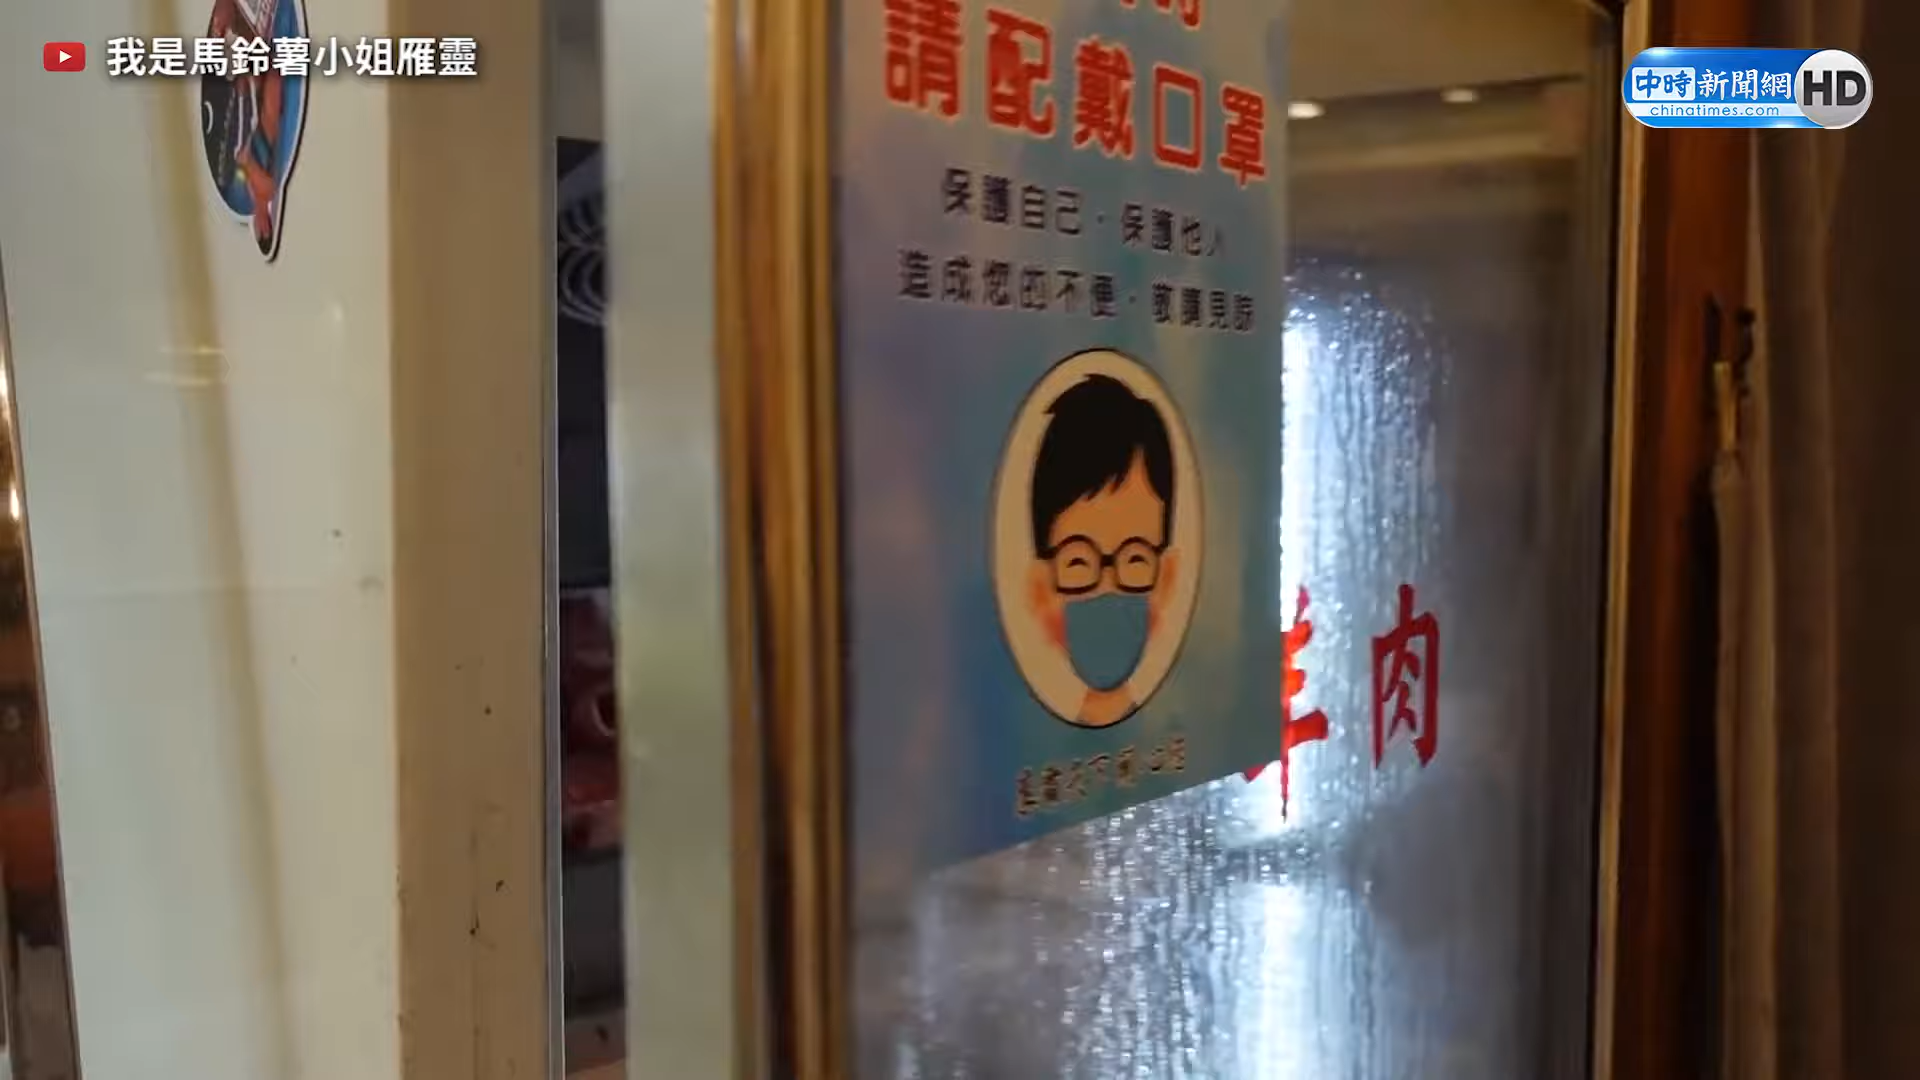 我是馬鈴薯小姐雁靈
中時新聞網 HD
chinatimes.com
請配戴口罩
保護自己‧保護他人
造成您的不便‧敬請見諒
羊肉